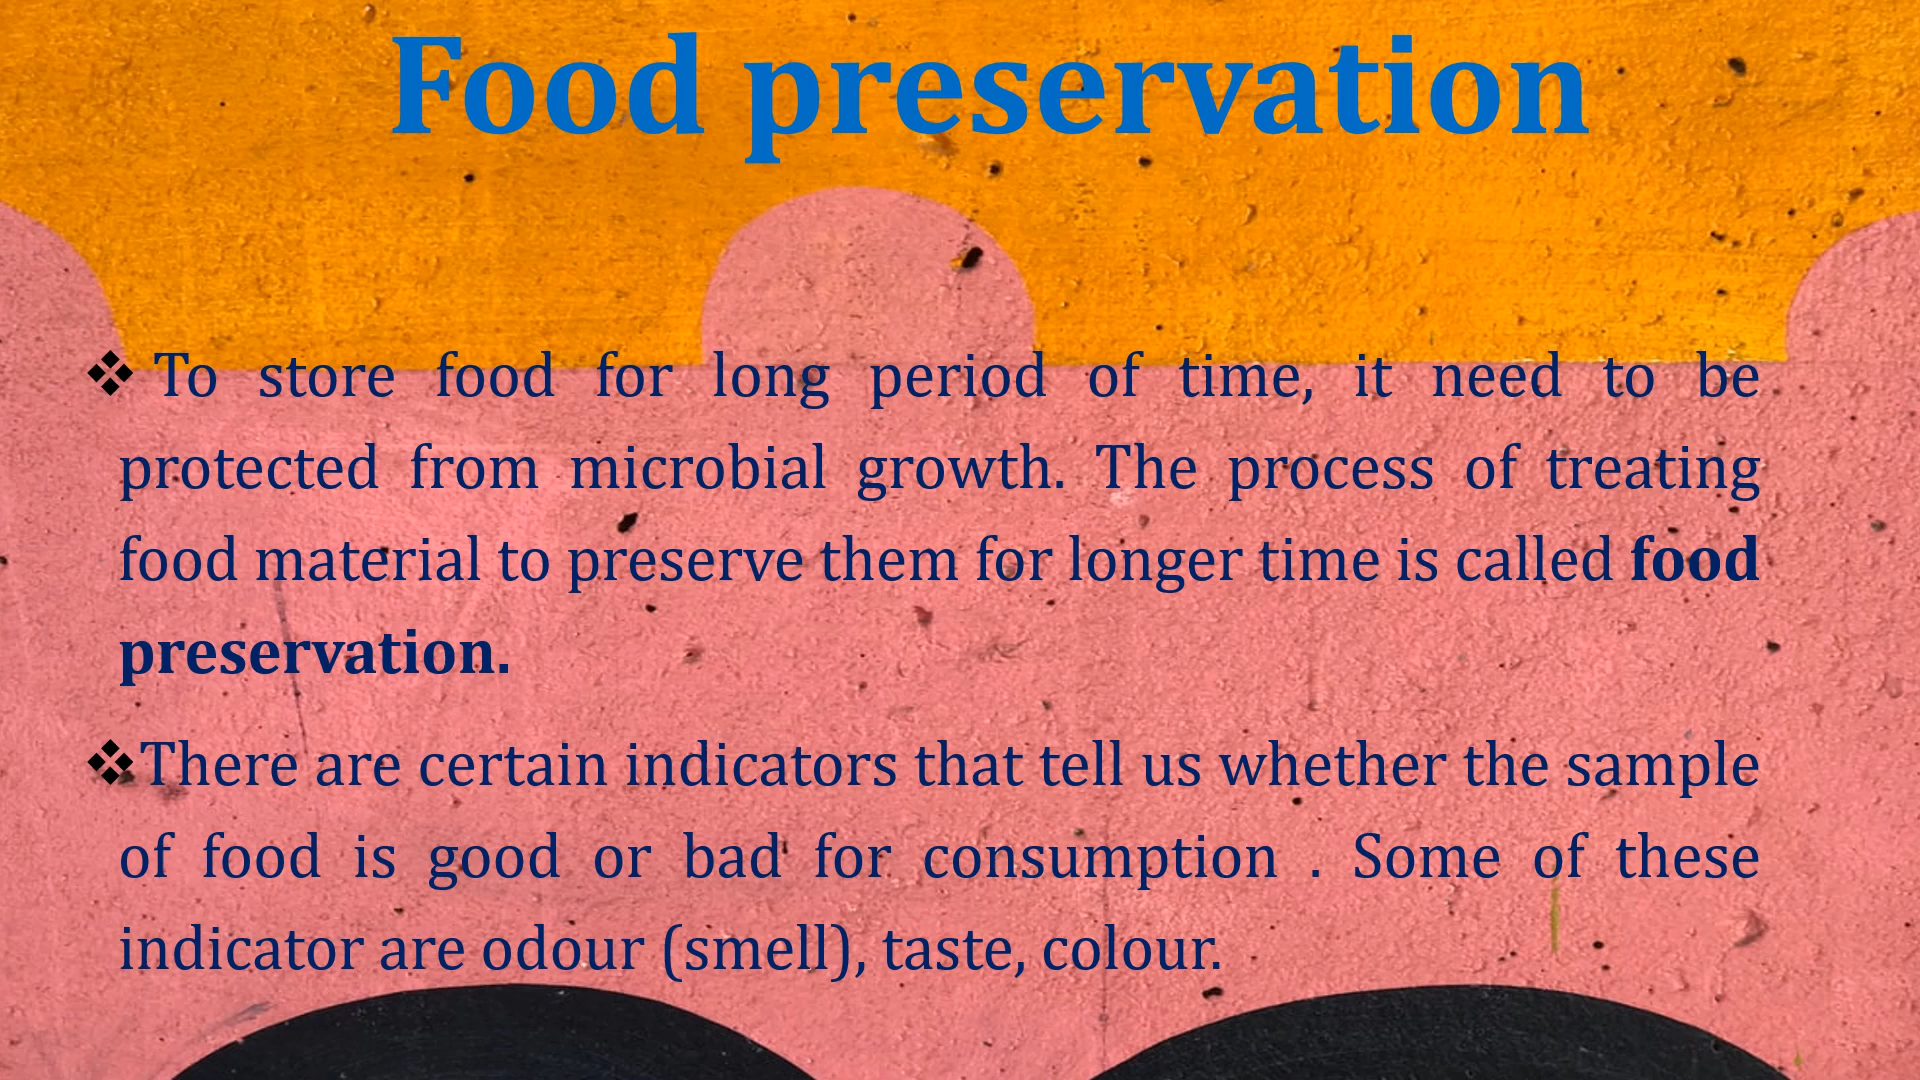 Food preservation
❖ To store food for long period of time, it need to be
protected from microbial growth. The process of treating
food material to preserve them for longer time is called food
preservation.
❖There are certain indicators that tell us whether the sample
of food is good or bad for consumption . Some of these
indicator are odour (smell), taste, colour.